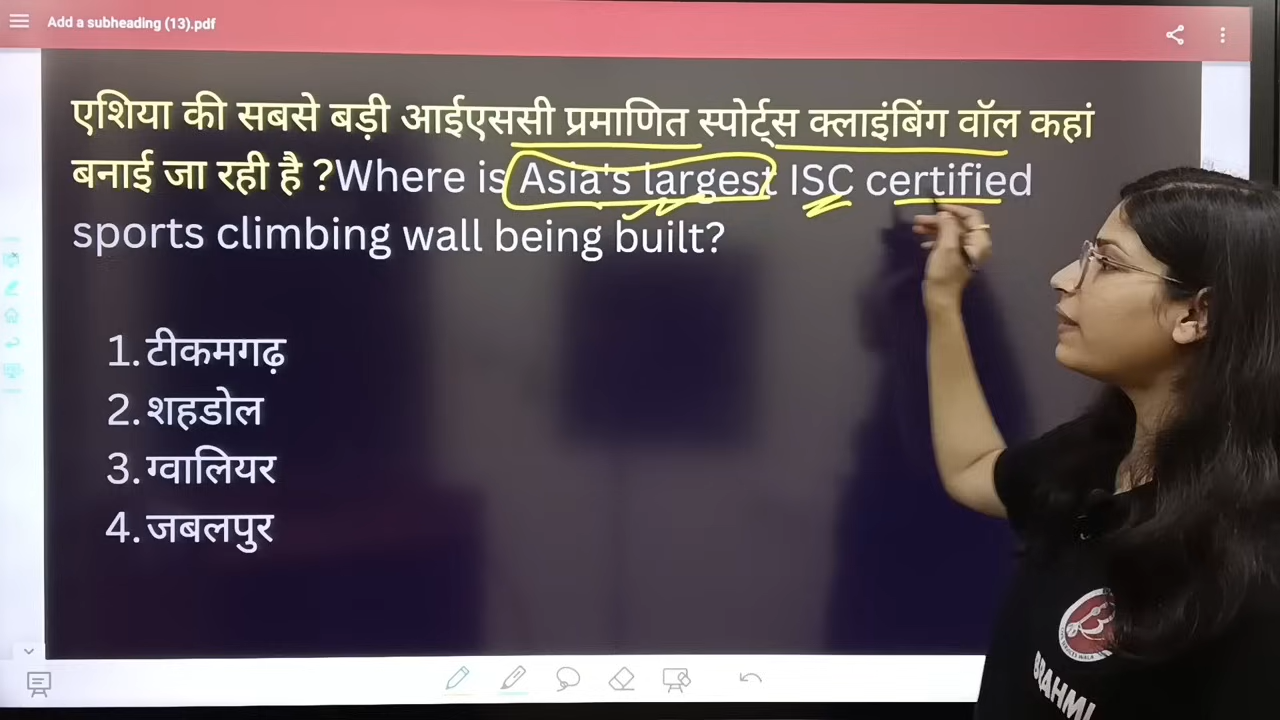 Add a subheading (13).pdf
एशिया की सबसे बड़ी आईएससी प्रमाणित स्पोर्ट्स क्लाइंबिंग वॉल कहां
बनाई जा रही है ?Where is Asia's largest ISC certified
sports climbing wall being built?
1. टीकमगढ़
2. शहडोल
3. ग्वालियर
4. जबलपुर
BRAHMI